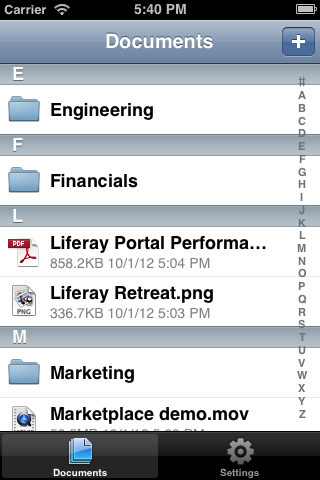 Carrier 5:40 PM
Documents +
E
Engineering
F
Financials
L
PDF
Liferay Portal Performa...
858.2KB 10/1/12 5:04 PM
Liferay Retreat.png
PNG
336.7KB 10/1/12 5:03 PM
M
Marketing
Marketplace demo.mov
#
A
B
C
D
E
F
G
H
I
J
K
L
M
N
O
P
Q
R
S
T
U
V
W
X
Y
Z
Documents
Settings